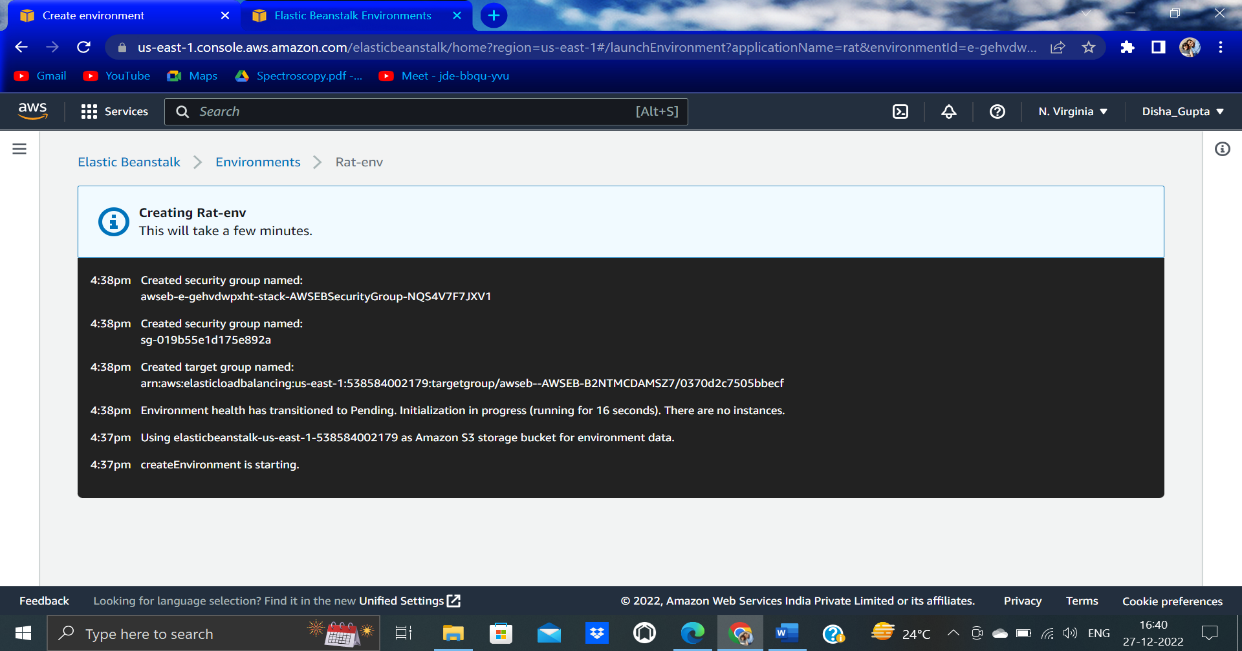 Create environment
Elastic Beanstalk Environments
us-east-1.console.aws.amazon.com/elasticbeanstalk/home?region=us-east-1#/launchEnvironment?applicationName=rat&environmentId=e-gehvdw...
Gmail YouTube Maps Spectroscopy.pdf -... Meet - jde-bbqu-yvu
aws Services Search [Alt+S] N. Virginia Disha_Gupta
Elastic Beanstalk Environments Rat-env
Creating Rat-env
This will take a few minutes.
4:38pm Created security group named:
awseb-e-gehvdwpxht-stack-AWSEBSecurityGroup-NQS4V7F7JXV1
4:38pm Created security group named:
sg-019b55e1d175e892a
4:38pm Created target group named:
arn:aws:elasticloadbalancing:us-east-1:538584002179:targetgroup/awseb--AWSEB-B2NTMCDAMSZ7/0370d2c7505bbecf
4:38pm Environment health has transitioned to Pending. Initialization in progress (running for 16 seconds). There are no instances.
4:37pm Using elasticbeanstalk-us-east-1-538584002179 as Amazon S3 storage bucket for environment data.
4:37pm createEnvironment is starting.
Feedback Looking for language selection? Find it in the new Unified Settings © 2022, Amazon Web Services India Private Limited or its affiliates. Privacy Terms Cookie preferences
Type here to search 24°C ENG 16:40
27-12-2022